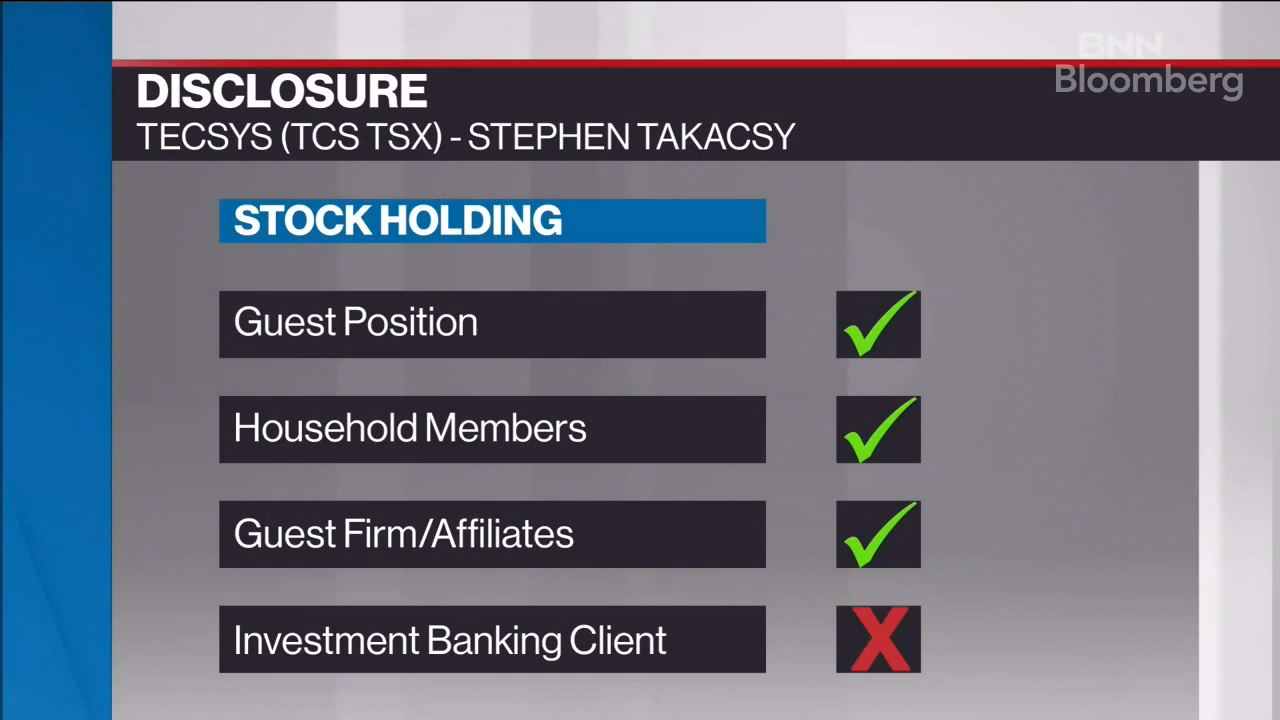 BNN
Bloomberg
DISCLOSURE
TECSYS (TCS TSX) - STEPHEN TAKACSY
STOCK HOLDING
Guest Position
Household Members
Guest Firm/Affiliates
Investment Banking Client
X